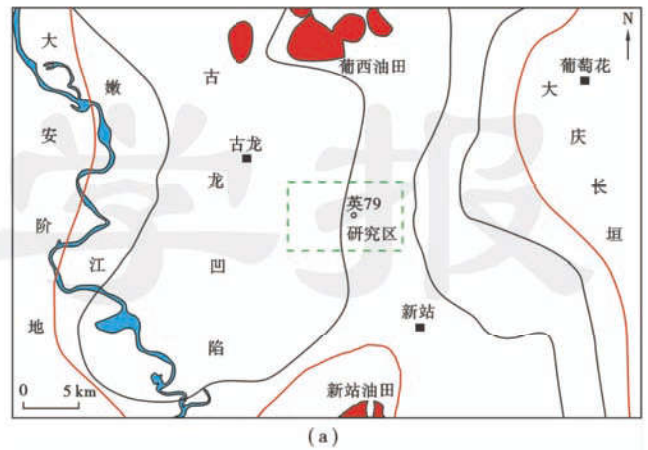 N
大安阶地
嫩江
古龙凹陷
葡西油田
葡萄花
大庆长垣
古龙
英79
研究区
新站
新站油田
0 5 km
学报
(a)